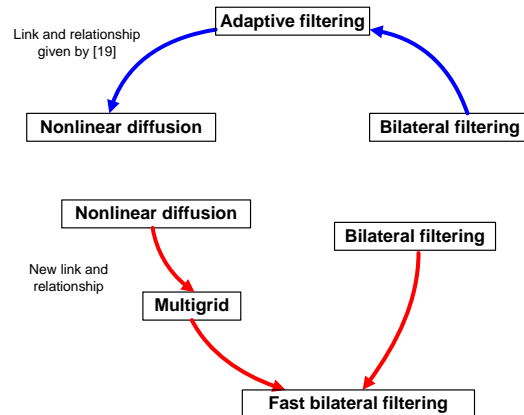 Adaptive filtering
Link and relationship
given by [19]
Nonlinear diffusion
Bilateral filtering
Nonlinear diffusion
Bilateral filtering
New link and
relationship
Multigrid
Fast bilateral filtering